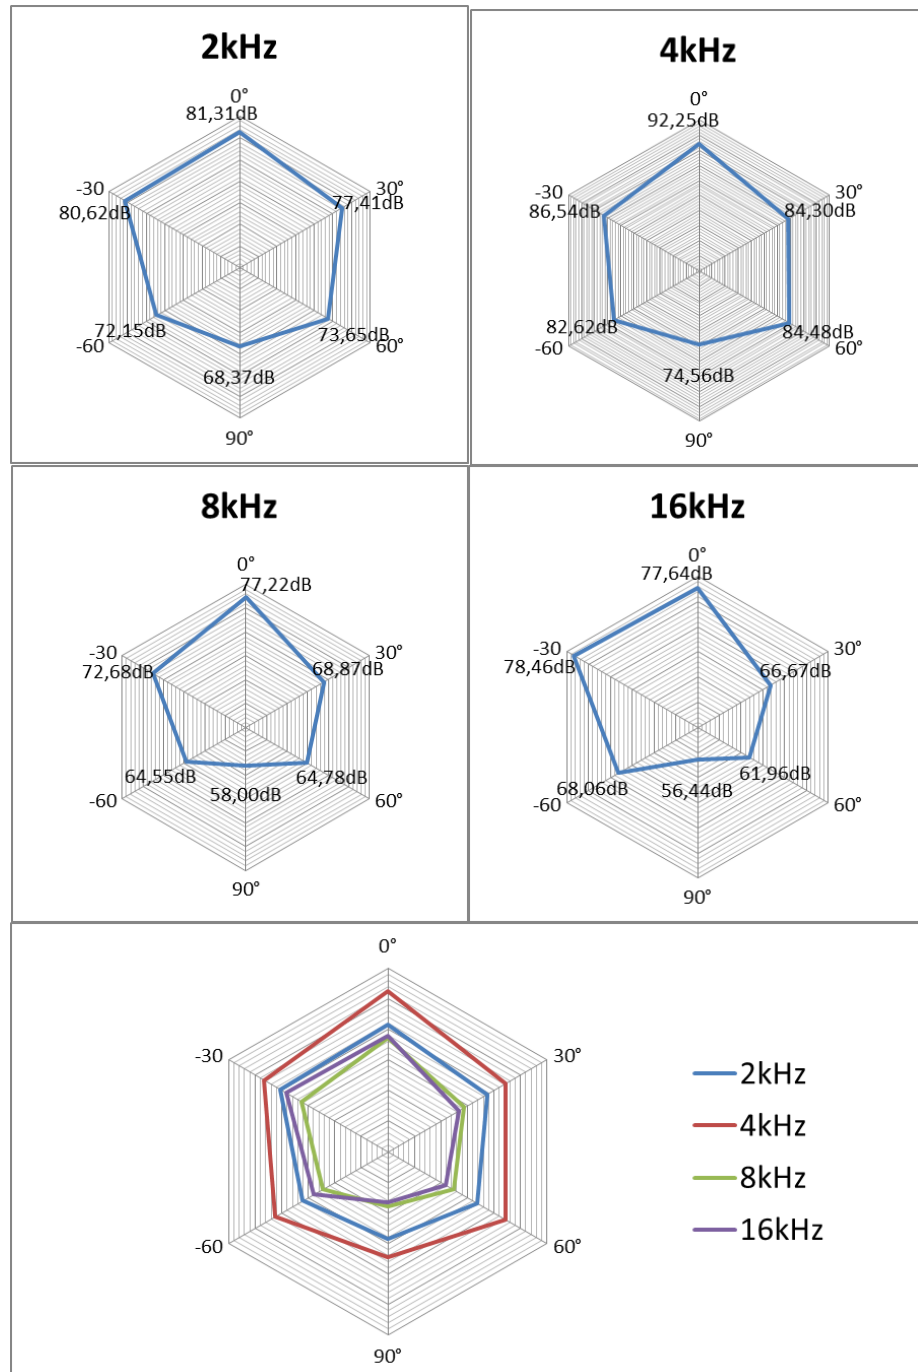 2kHz
0°
81,31dB
-30
80,62dB
30°
77,41dB
72,15dB
-60
73,65dB
60°
68,37dB
90°
4kHz
0°
92,25dB
-30
86,54dB
30°
84,30dB
82,62dB
-60
84,48dB
60°
74,56dB
90°
8kHz
0°
77,22dB
-30
72,68dB
30°
68,87dB
64,55dB
-60
64,78dB
60°
58,00dB
90°
16kHz
0°
77,64dB
-30
78,46dB
30°
66,67dB
68,06dB
-60
61,96dB
60°
56,44dB
90°
0°
-30
30°
-60
60°
90°
2kHz
4kHz
8kHz
16kHz